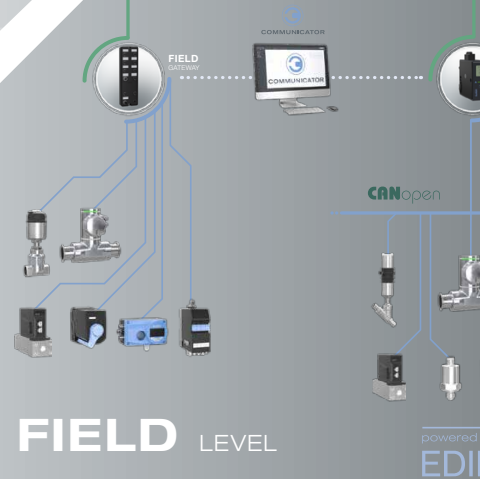 COMMUNICATOR
FIELD
GATEWAY
COMMUNICATOR
CANopen
FIELD LEVEL
powered